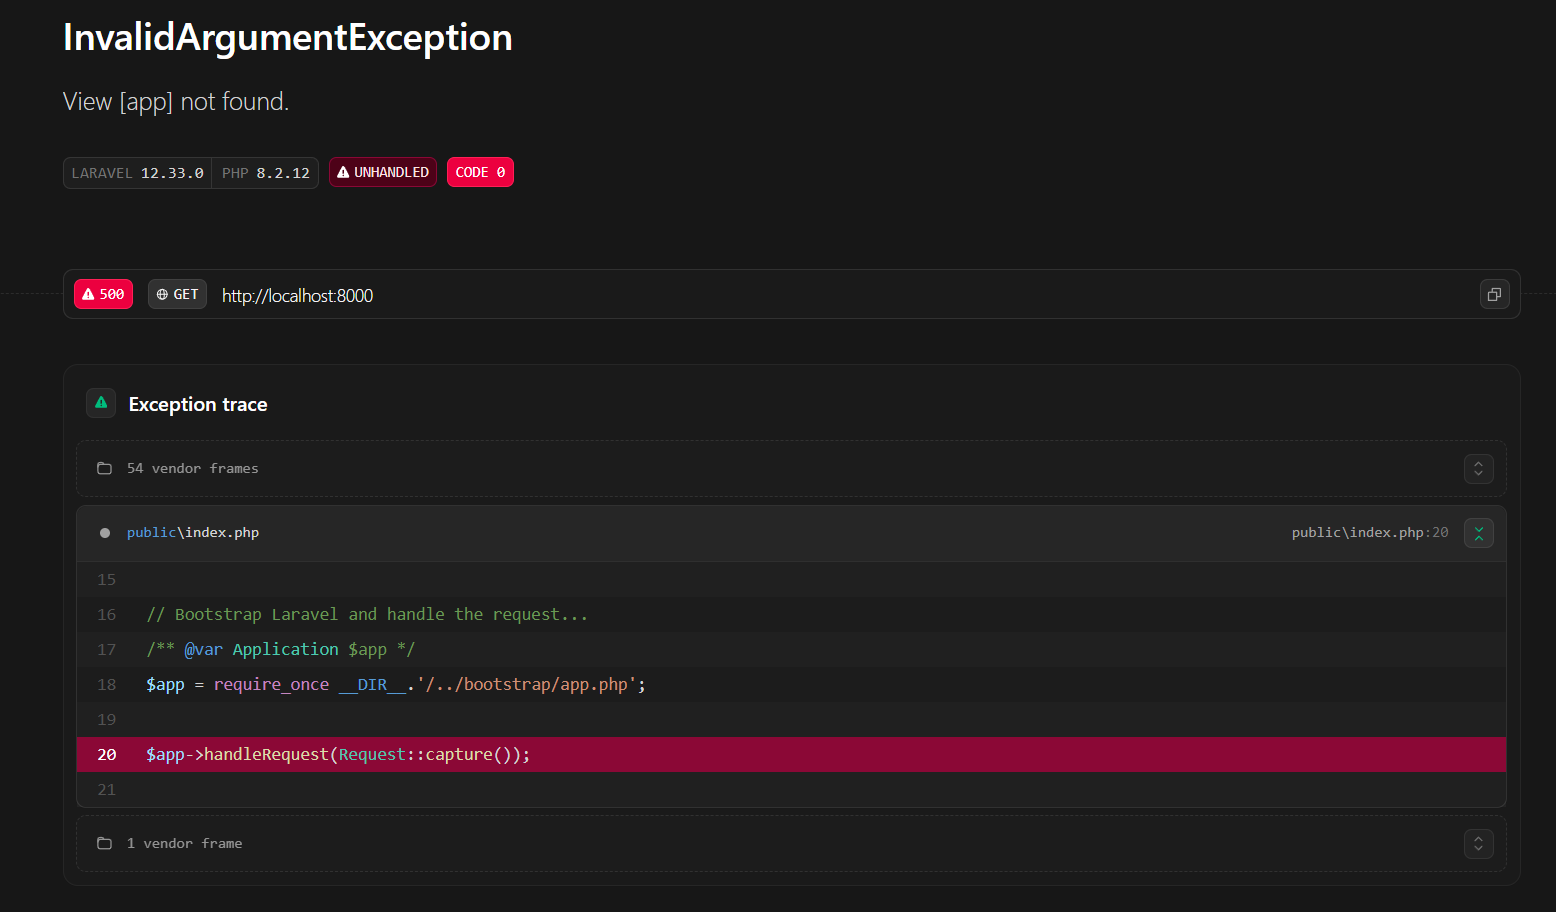 InvalidArgumentException
View [app] not found.
LARAVEL 12.33.0 PHP 8.2.12 UNHANDLED CODE 0
500 GET http://localhost:8000
Exception trace
54 vendor frames
public\index.php public\index.php:20
15
16 // Bootstrap Laravel and handle the request...
17 /** @var Application $app */
18 $app = require_once __DIR__.'/../bootstrap/app.php';
19
20 $app->handleRequest(Request::capture());
21
1 vendor frame